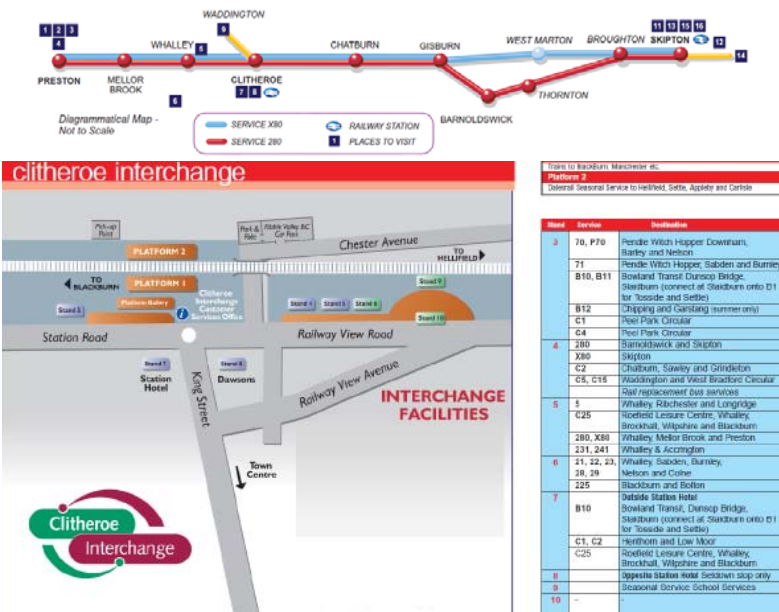 WADDINGTON
1 2 3
4
WHALLEY
5
9
CHATBURN
GISBURN
WEST MARTON
BROUGHTON
11 13 15 16
SKIPTON
12
14
PRESTON
MELLOR
BROOK
6
CLITHEROE
7 8
BARNOLDSWICK
THORNTON
Diagrammatical Map -
Not to Scale
SERVICE X80
RAILWAY STATION
SERVICE 280
1 PLACES TO VISIT
clitheroe interchange
Pick-up
Point
Park &
Ride
Ribble Valley BC
Car Park
Chester Avenue
PLATFORM 2
TO
HELLIFIELD
TO
BLACKBURN
PLATFORM 1
Platform Gallery
Clitheroe
Interchange
Customer
Services Office
Stand 3
Stand 4
Stand 5
Stand 6
Stand 9
Stand 10
Station Road
Railway View Road
Stand 7
Station
Hotel
Stand 8
Dawsons
King Street
Railway View Avenue
INTERCHANGE
FACILITIES
Town
Centre
Clitheroe
Interchange
Trains to Blackburn, Manchester etc.
Platform 2
Dalesrail Seasonal Service to Hellifield, Settle, Appleby and Carlisle
Stand Service Destination
3 70, P70 Pendle Witch Hopper Downham,
Barley and Nelson
71 Pendle Witch Hopper, Sabden and Burnley
B10, B11 Bowland Transit Dunsop Bridge,
Slaidburn (connect at Slaidburn onto B1
for Tosside and Settle)
B12 Chipping and Garstang (summer only)
C1 Peel Park Circular
C4 Peel Park Circular
4 280 Barnoldswick and Skipton
X80 Skipton
C2 Chatburn, Sawley and Grindleton
C5, C15 Waddington and West Bradford Circular
Rail replacement bus services
5 5 Whalley, Ribchester and Longridge
C25 Roefield Leisure Centre, Whalley,
Brockhall, Wilpshire and Blackburn
280, X80 Whalley, Mellor Brook and Preston
231, 241 Whalley & Accrington
6 21, 22, 23, Whalley, Sabden, Burnley,
28, 29 Nelson and Colne
225 Blackburn and Bolton
7 Outside Station Hotel
B10 Bowland Transit, Dunsop Bridge,
Slaidburn (connect at Slaidburn onto B1
for Tosside and Settle)
C1, C2 Henthorn and Low Moor
C25 Roefield Leisure Centre, Whalley,
Brockhall, Wilpshire and Blackburn
8 Opposite Station Hotel Setdown stop only
9 Seasonal Service School Services
10 - -